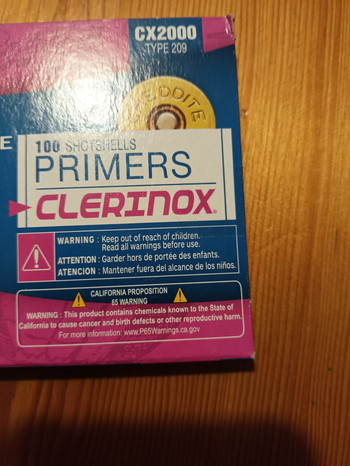 CX2000
TYPE 209
EDDITE
E
100 SHOTSHELLS
PRIMERS
CLERINOX®
WARNING : Keep out of reach of children.
Read all warnings before use.
ATTENTION : Garder hors de portée des enfants.
ATENCION : Mantener fuera del alcance de los niños.
CALIFORNIA PROPOSITION
65 WARNING
WARNING : This product contains chemicals known to the State of
California to cause cancer and birth defects or other reproductive harm.
For more information: www.P65Warnings.ca.gov